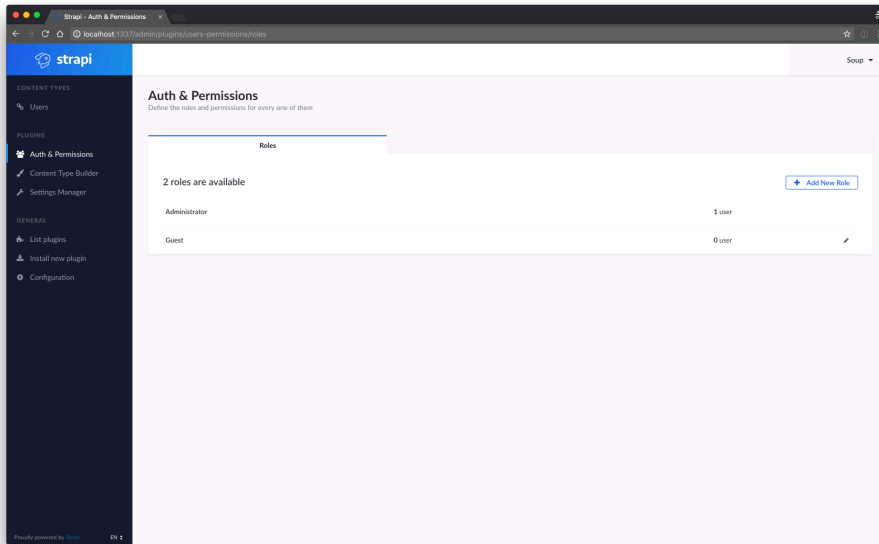 Strapi - Auth & Permissions
localhost:1337/admin/plugins/users-permissions/roles
strapi
Soup
CONTENT TYPES
Users
PLUGINS
Auth & Permissions
Content Type Builder
Settings Manager
GENERAL
List plugins
Install new plugin
Configuration
Proudly powered by Strapi
EN
Auth & Permissions
Define the roles and permissions for every one of them
Roles
2 roles are available
Add New Role
Administrator 1 user
Guest 0 user